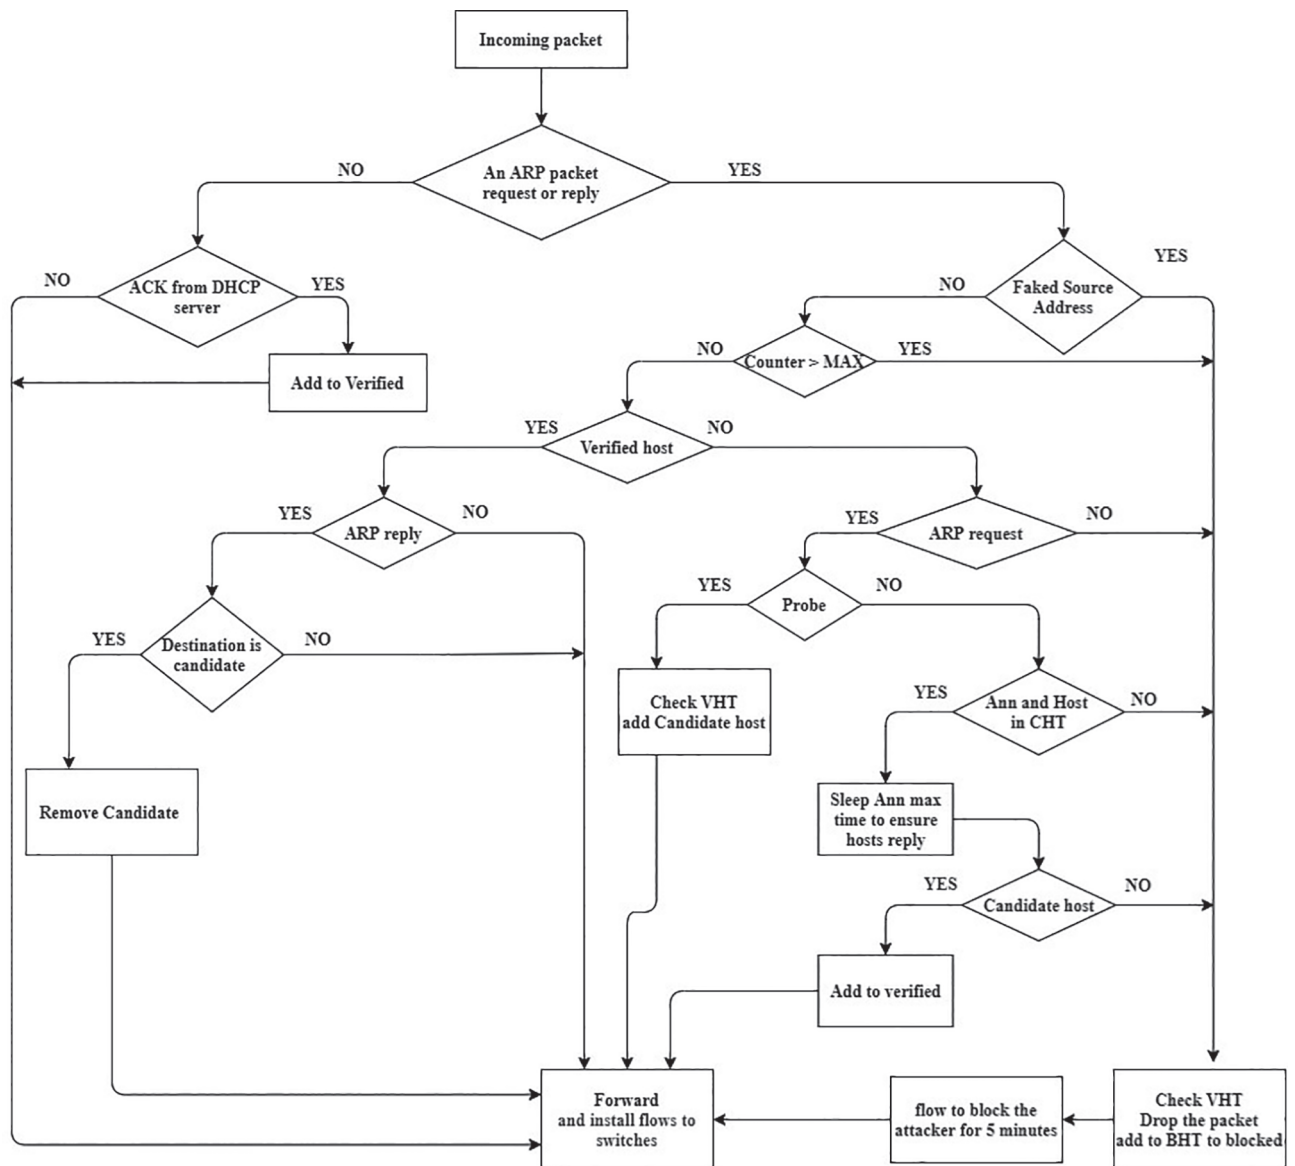 Incoming packet
An ARP packet
request or reply
NO
YES
ACK from DHCP
server
NO
YES
Faked Source
Address
NO
YES
Add to Verified
Counter > MAX
NO
YES
Verified host
YES
NO
ARP reply
YES
NO
ARP request
YES
NO
Probe
YES
NO
Destination is
candidate
YES
NO
Check VHT
add Candidate host
Ann and Host
in CHT
YES
NO
Remove Candidate
Sleep Ann max
time to ensure
hosts reply
Candidate host
YES
NO
Add to verified
Forward
and install flows to
switches
flow to block the
attacker for 5 minutes
Check VHT
Drop the packet
add to BHT to blocked